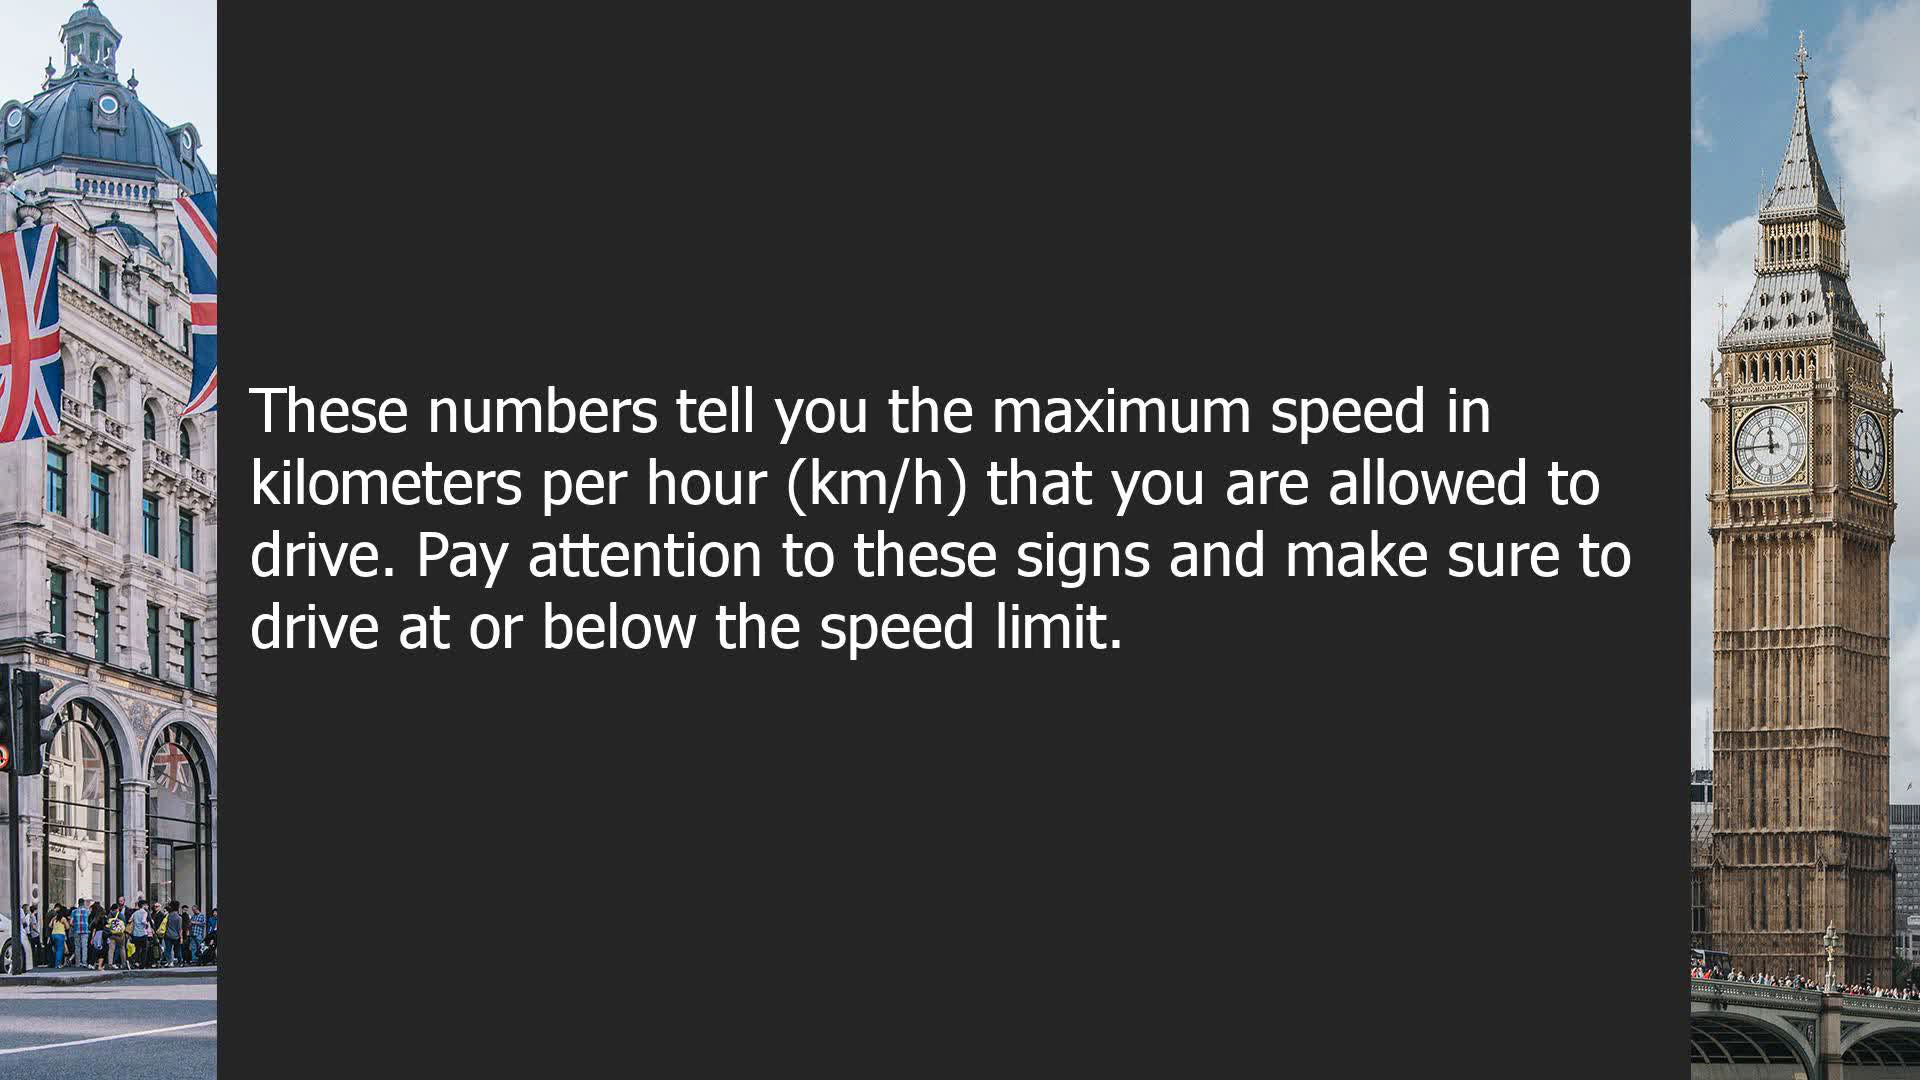 These numbers tell you the maximum speed in
kilometers per hour (km/h) that you are allowed to
drive. Pay attention to these signs and make sure to
drive at or below the speed limit.